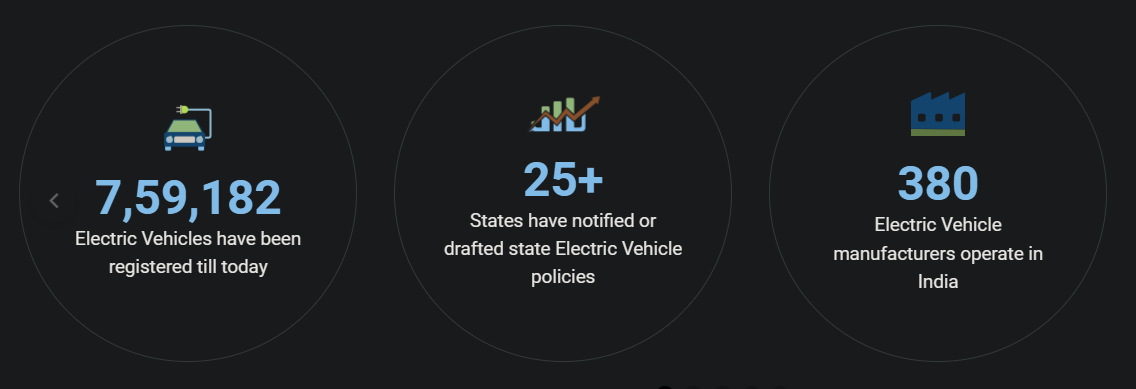 7,59,182
Electric Vehicles have been
registered till today
25+
States have notified or
drafted state Electric Vehicle
policies
380
Electric Vehicle
manufacturers operate in
India